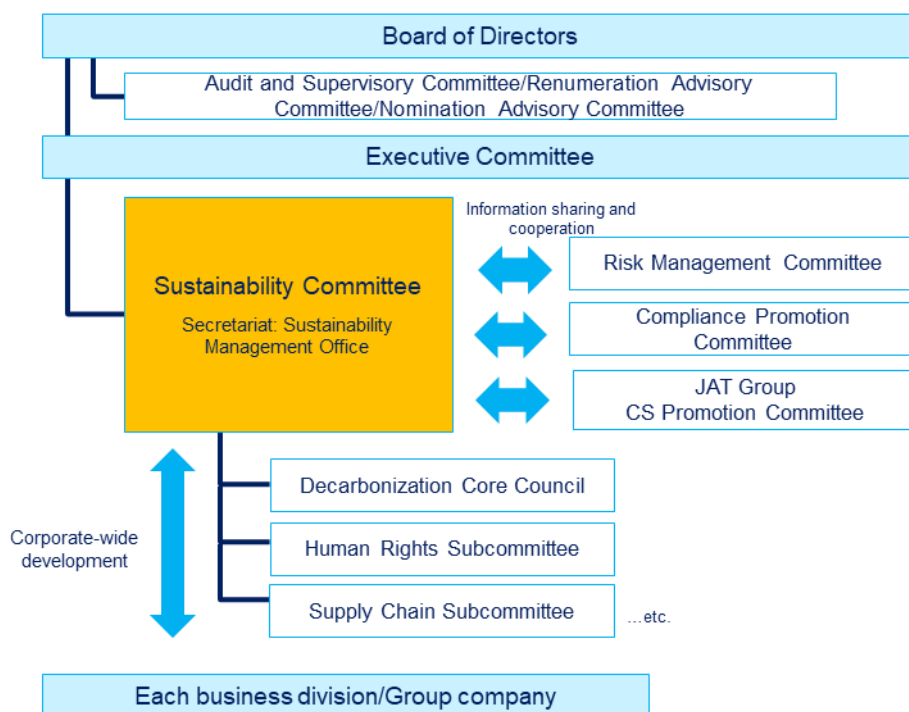 Board of Directors
Audit and Supervisory Committee/Renumeration Advisory
Committee/Nomination Advisory Committee
Executive Committee
Information sharing and
cooperation
Sustainability Committee
Secretariat: Sustainability
Management Office
Risk Management Committee
Compliance Promotion
Committee
JAT Group
CS Promotion Committee
Decarbonization Core Council
Corporate-wide
development
Human Rights Subcommittee
Supply Chain Subcommittee
...etc.
Each business division/Group company